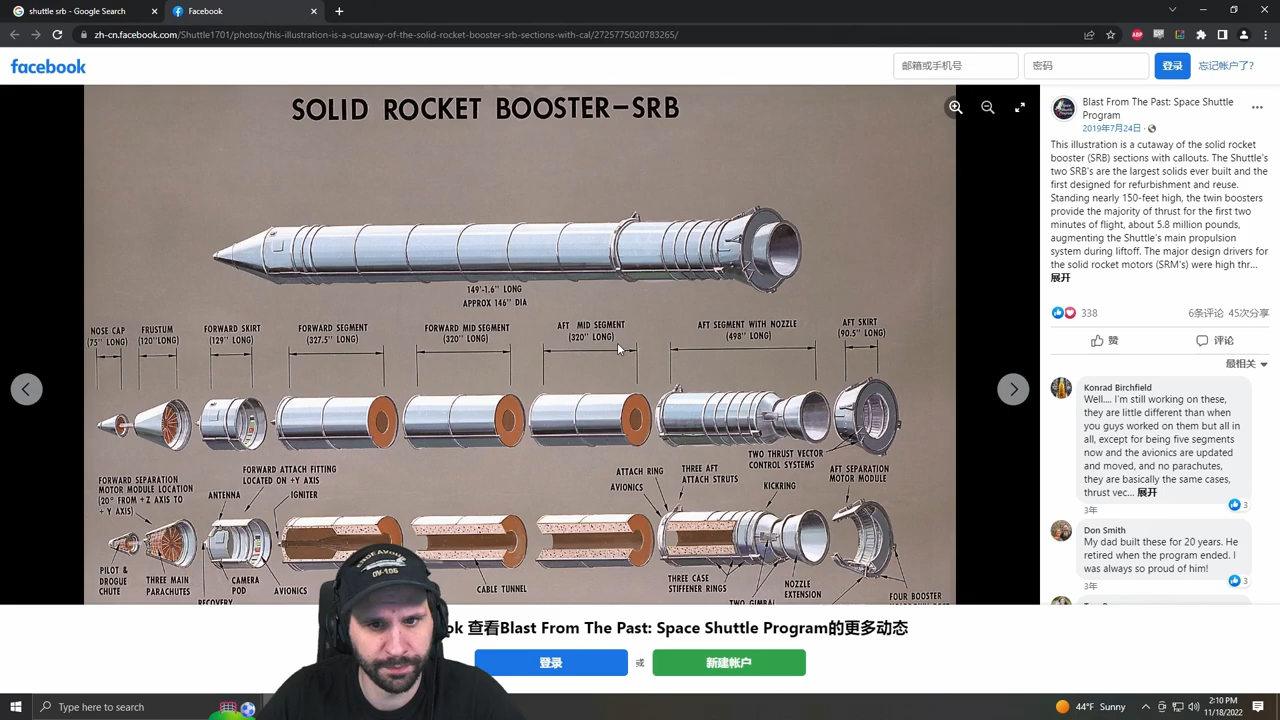 shuttle srb - Google Search
Facebook
zh-cn.facebook.com/Shuttle1701/photos/this-illustration-is-a-cutaway-of-the-solid-rocket-booster-srb-sections-with-cal/2725775020783265/
facebook
邮箱或手机号
密码
登录
忘记帐户了?
SOLID ROCKET BOOSTER-SRB
149'-1.6" LONG
APPROX 146" DIA
NOSE CAP
(75" LONG)
FRUSTUM
(120"LONG)
FORWARD SKIRT
(129" LONG)
FORWARD SEGMENT
(327.5" LONG)
FORWARD MID SEGMENT
(320" LONG)
AFT MID SEGMENT
(320" LONG)
AFT SEGMENT WITH NOZZLE
(498" LONG)
AFT SKIRT
(90.5" LONG)
FORWARD SEPARATION
MOTOR MODULE LOCATION
(20° FROM +Z AXIS TO
+ Y AXIS)
FORWARD ATTACH FITTING
LOCATED ON +Y AXIS
ANTENNA
IGNITER
ATTACH RING
AVIONICS
THREE AFT
ATTACH STRUTS
TWO THRUST VECTOR
CONTROL SYSTEMS
KICKRING
AFT SEPARATION
MOTOR MODULE
PILOT &
DROGUE
CHUTE
THREE MAIN
PARACHUTES
RECOVERY
CAMERA
POD
AVIONICS
CABLE TUNNEL
THREE CASE
STIFFENER RINGS
TWO GIMBAL
NOZZLE
EXTENSION
FOUR BOOSTER
ENDEAVOUR
OV-105
Blast From The Past: Space Shuttle
Program
2019年7月24日 ·
This illustration is a cutaway of the solid rocket
booster (SRB) sections with callouts. The Shuttle's
two SRB's are the largest solids ever built and the
first designed for refurbishment and reuse.
Standing nearly 150-feet high, the twin boosters
provide the majority of thrust for the first two
minutes of flight, about 5.8 million pounds,
augmenting the Shuttle's main propulsion
system during liftoff. The major design drivers for
the solid rocket motors (SRM's) were high thr...
展开
338
6条评论 45次分享
赞
评论
最相关
Konrad Birchfield
Well.... I'm still working on these,
they are little different than when
you guys worked on them but all in
all, except for being five segments
now and the avionics are updated
and moved, and no parachutes,
they are basically the same cases,
thrust vec... 展开
3
3年
Don Smith
My dad built these for 20 years. He
retired when the program ended. I
was always so proud of him!
3
3年
ok 查看Blast From The Past: Space Shuttle Program的更多动态
登录
或
新建帐户
Type here to search
44°F Sunny
2:10 PM
11/18/2022